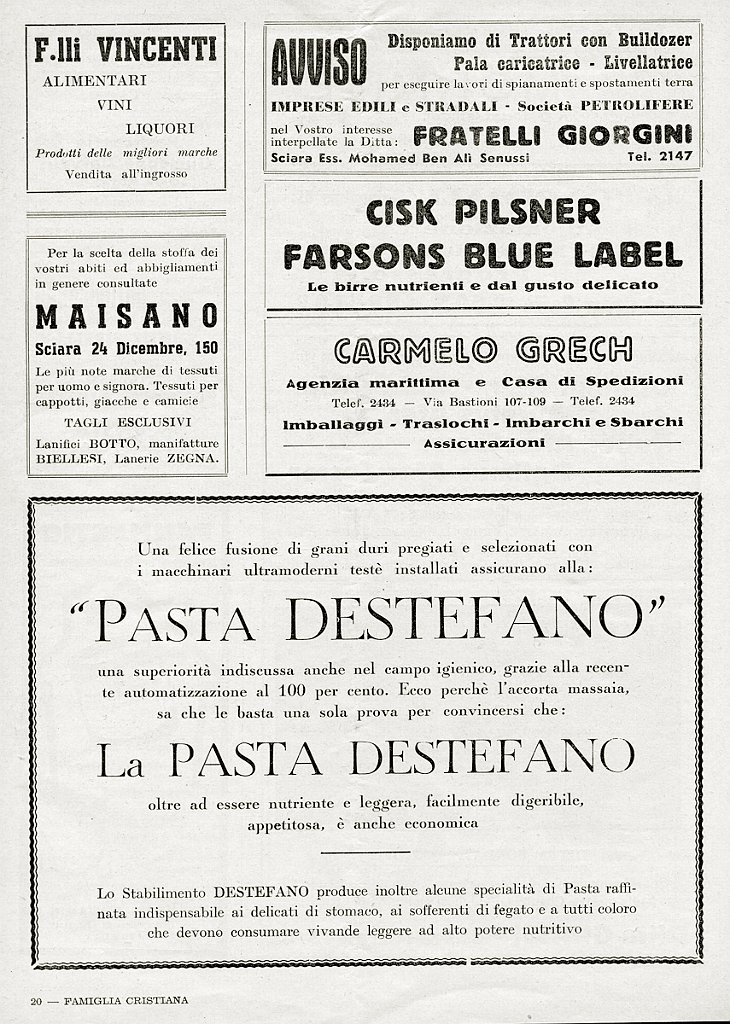 F.lli VINCENTI
ALIMENTARI
VINI
LIQUORI
Prodotti delle migliori marche
Vendita all'ingrosso
Per la scelta della stoffa dei
vostri abiti ed abbigliamenti
in genere consultate
MAISANO
Sciara 24 Dicembre, 150
Le più note marche di tessuti
per uomo e signora. Tessuti per
cappotti, giacche e camicie
TAGLI ESCLUSIVI
Lanifici BOTTO, manifatture
BIELLESI, Lanerie ZEGNA.
AVVISO
Disponiamo di Trattori con Bulldozer
Pala caricatrice - Livellatrice
per eseguire lavori di spianamenti e spostamenti terra
IMPRESE EDILI e STRADALI - Società PETROLIFERE
nel Vostro interesse
interpellate la Ditta: FRATELLI GIORGINI
Sciara Ess. Mohamed Ben Alì Senussi Tel. 2147
CISK PILSNER
FARSONS BLUE LABEL
Le birre nutrienti e dal gusto delicato
CARMELO GRECH
Agenzia marittima e Casa di Spedizioni
Telef. 2434 — Via Bastioni 107-109 — Telef. 2434
Imballaggi - Traslochi - Imbarchi e Sbarchi
Assicurazioni
Una felice fusione di grani duri pregiati e selezionati con
i macchinari ultramoderni testè installati assicurano alla:
“PASTA DESTEFANO”
una superiorità indiscussa anche nel campo igienico, grazie alla recen-
te automatizzazione al 100 per cento. Ecco perchè l'accorta massaia,
sa che le basta una sola prova per convincersi che:
La PASTA DESTEFANO
oltre ad essere nutriente e leggera, facilmente digeribile,
appetitosa, è anche economica
Lo Stabilimento DESTEFANO produce inoltre alcune specialità di Pasta raffi-
nata indispensabile ai delicati di stomaco, ai sofferenti di fegato e a tutti coloro
che devono consumare vivande leggere ad alto potere nutritivo
20 — FAMIGLIA CRISTIANA